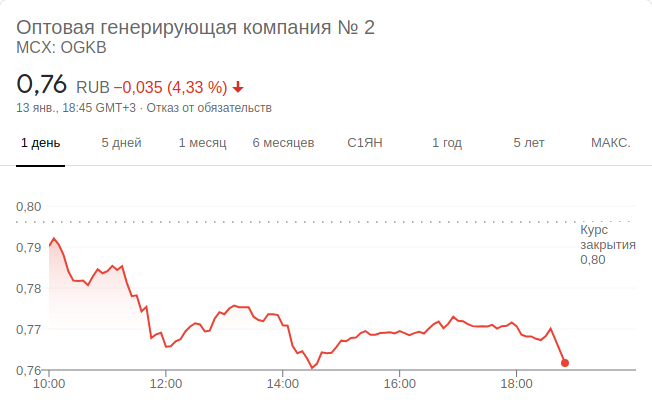 Оптовая генерирующая компания № 2
MCX: OGKB
0,76 RUB −0,035 (4,33 %)
13 янв., 18:45 GMT+3 · Отказ от обязательств
1 день 5 дней 1 месяц 6 месяцев С1ЯН 1 год 5 лет МАКС.
0,80
Курс
закрытия
0,80
0,79
0,78
0,77
0,76
10:00 12:00 14:00 16:00 18:00